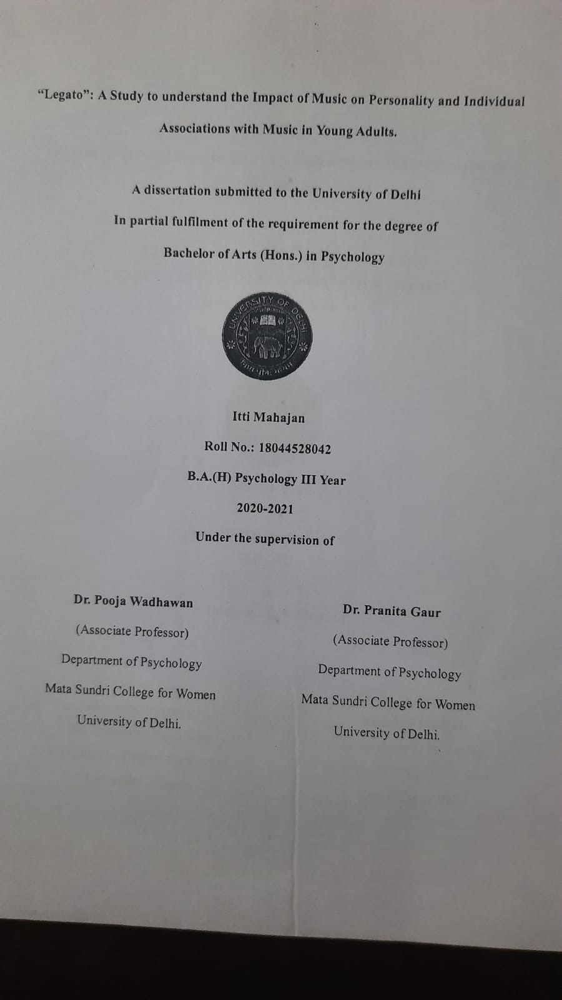 “Legato”: A Study to understand the Impact of Music on Personality and Individual
Associations with Music in Young Adults.
A dissertation submitted to the University of Delhi
In partial fulfilment of the requirement for the degree of
Bachelor of Arts (Hons.) in Psychology
UNIVERSITY OF DELHI
Itti Mahajan
Roll No.: 18044528042
B.A.(H) Psychology III Year
2020-2021
Under the supervision of
Dr. Pooja Wadhawan
(Associate Professor)
Department of Psychology
Mata Sundri College for Women
University of Delhi.
Dr. Pranita Gaur
(Associate Professor)
Department of Psychology
Mata Sundri College for Women
University of Delhi.